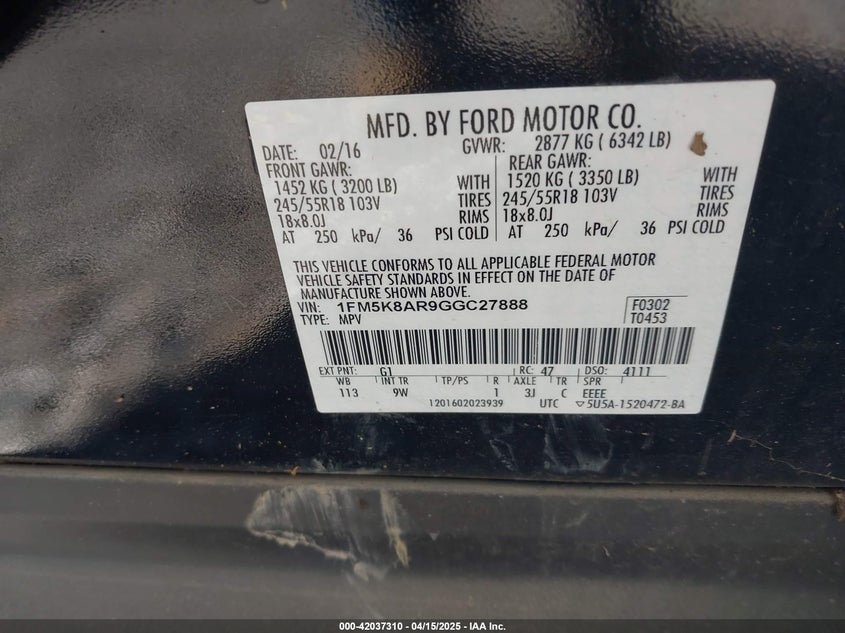 MFD. BY FORD MOTOR CO.
DATE: 02/16 GVWR: 2877 KG ( 6342 LB)
FRONT GAWR: REAR GAWR:
1452 KG ( 3200 LB) WITH 1520 KG ( 3350 LB) WITH
245/55R18 103V TIRES 245/55R18 103V TIRES
18x8.0J RIMS 18x8.0J RIMS
AT 250 kPa/ 36 PSI COLD AT 250 kPa/ 36 PSI COLD
THIS VEHICLE CONFORMS TO ALL APPLICABLE FEDERAL MOTOR
VEHICLE SAFETY STANDARDS IN EFFECT ON THE DATE OF
MANUFACTURE SHOWN ABOVE.
VIN: 1FM5K8AR9GGC27888 F0302
TYPE: MPV T0453
EXT PNT: G1 RC: 47 DSO: 4111
WB INT TR TP/PS R AXLE TR SPR
113 9W 1 3J C EEEE
1201602023939 UTC ▽5U5A-1520472-BA
000-42037310 - 04/15/2025 - IAA Inc.